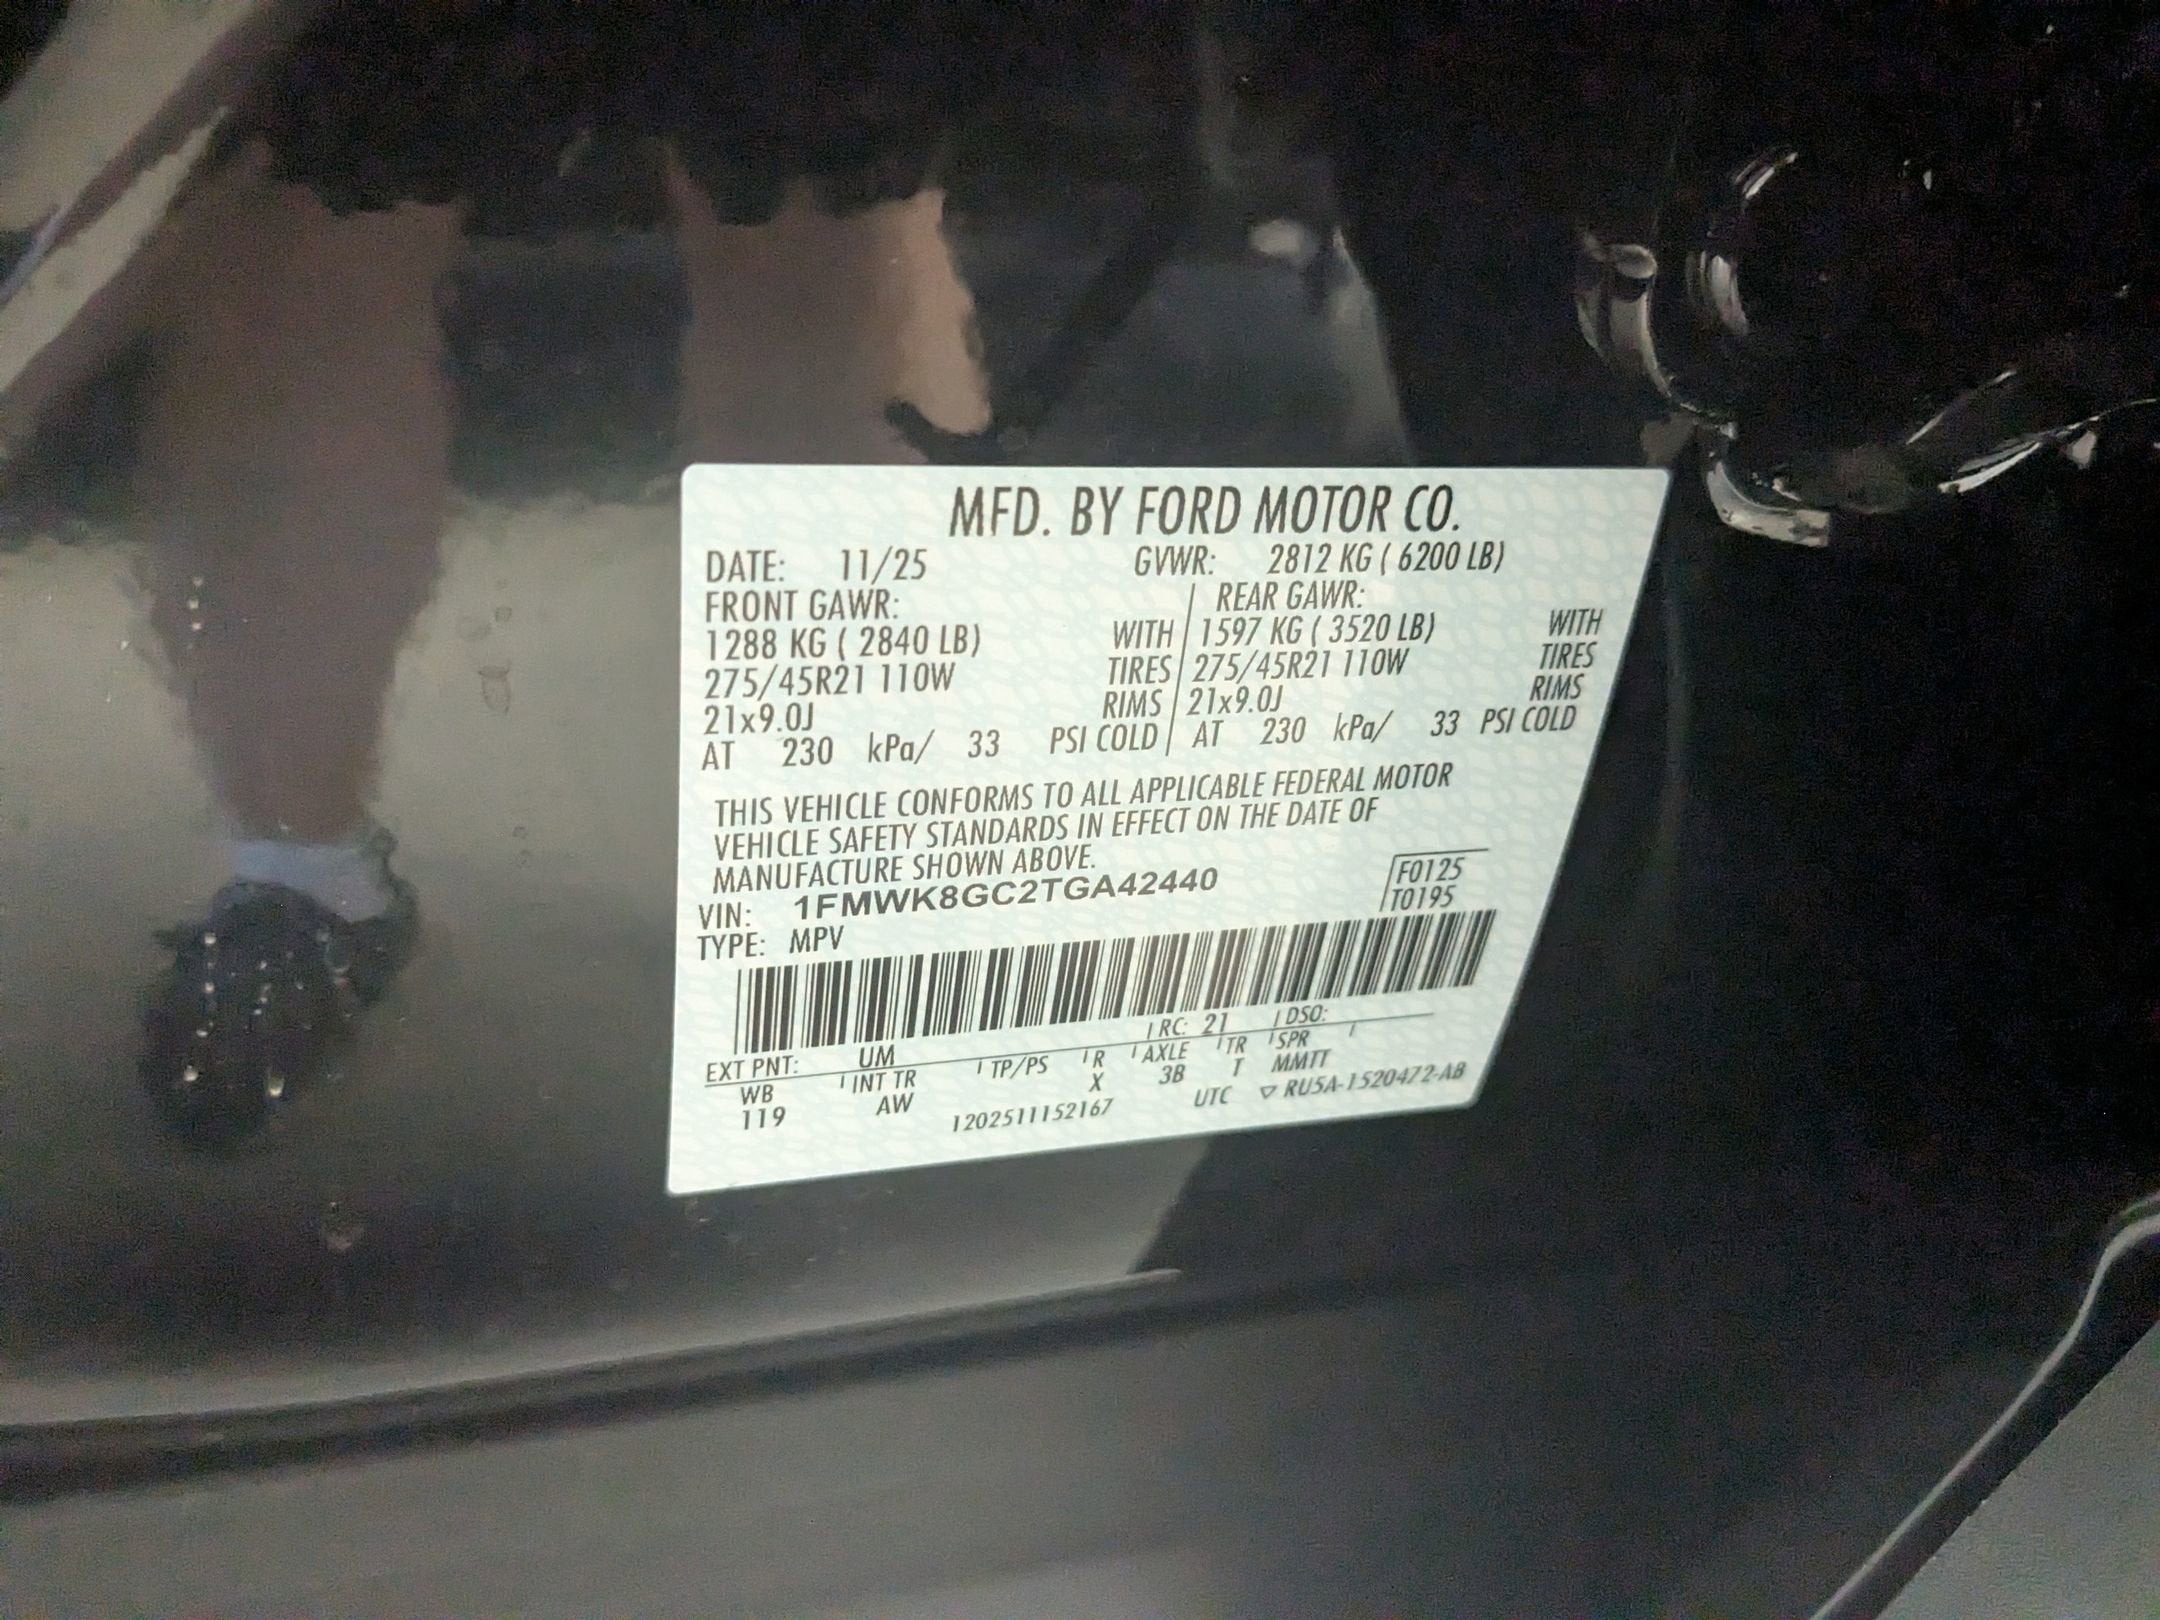 MFD. BY FORD MOTOR CO.
DATE: 11/25 GVWR: 2812 KG ( 6200 LB)
FRONT GAWR: REAR GAWR:
1288 KG ( 2840 LB) WITH 1597 KG ( 3520 LB) WITH
275/45R21 110W TIRES 275/45R21 110W TIRES
21x9.0J RIMS 21x9.0J RIMS
AT 230 kPa/ 33 PSI COLD AT 230 kPa/ 33 PSI COLD
THIS VEHICLE CONFORMS TO ALL APPLICABLE FEDERAL MOTOR
VEHICLE SAFETY STANDARDS IN EFFECT ON THE DATE OF
MANUFACTURE SHOWN ABOVE.
F0125
VIN: 1FMWK8GC2TGA42440
T0195
TYPE: MPV
RC: 21 DSO:
EXT PNT: UM
WB INT TR TP/PS R AXLE TR SPR
119 AW X 3B T MMTT
1202511152167 UTC ▽ RU5A-1520472-AB